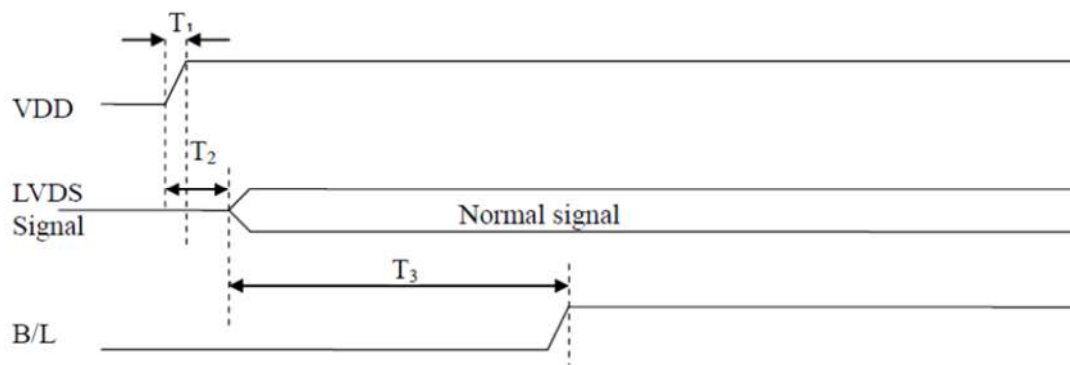 T₁
VDD
T₂
LVDS
Signal
Normal signal
T₃
B/L